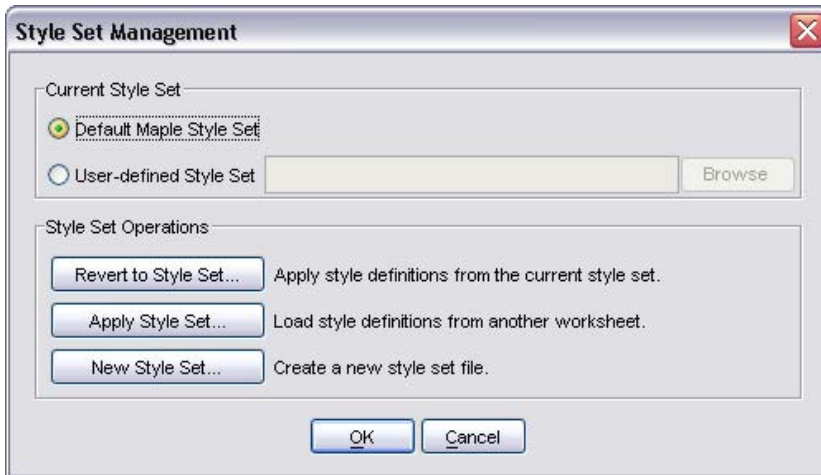 Style Set Management
Current Style Set
Default Maple Style Set
User-defined Style Set
Browse
Style Set Operations
Revert to Style Set... Apply style definitions from the current style set.
Apply Style Set... Load style definitions from another worksheet.
New Style Set... Create a new style set file.
OK Cancel